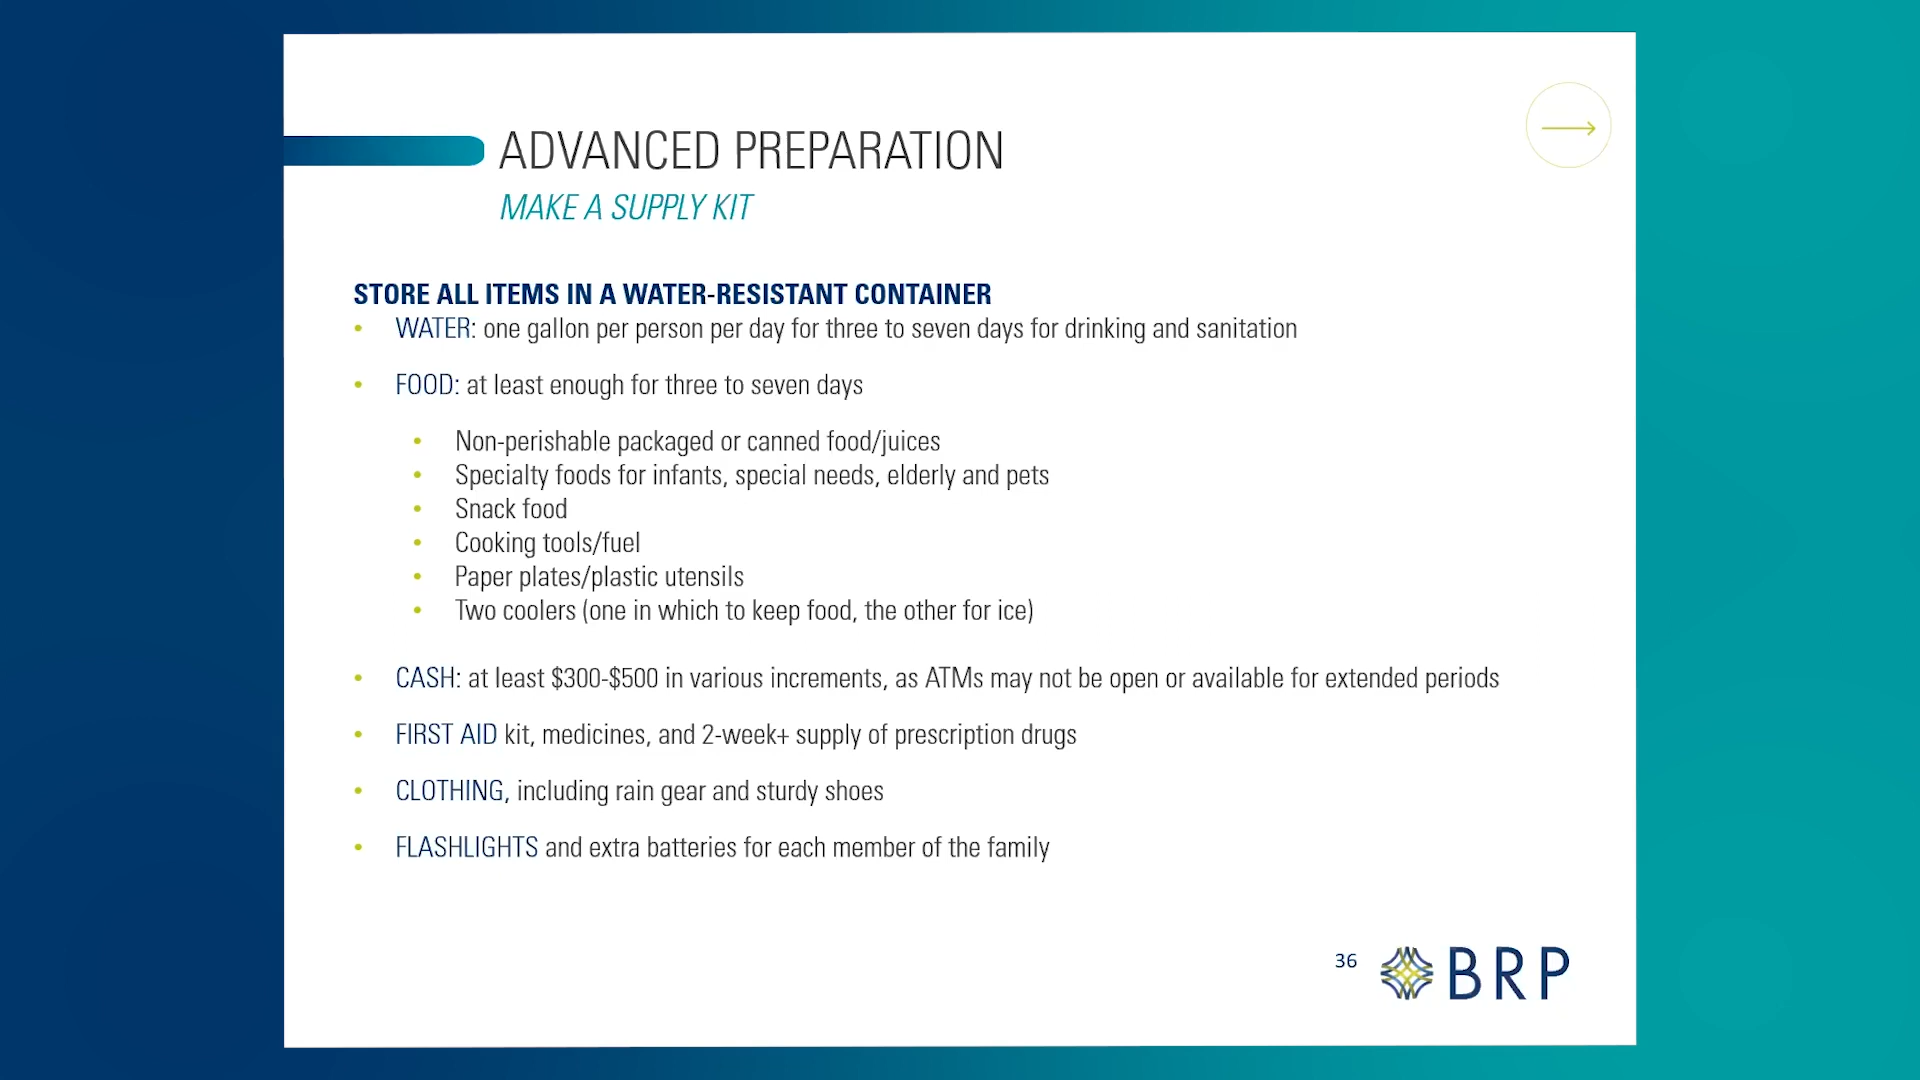 ADVANCED PREPARATION
MAKE A SUPPLY KIT
STORE ALL ITEMS IN A WATER-RESISTANT CONTAINER
• WATER: one gallon per person per day for three to seven days for drinking and sanitation
• FOOD: at least enough for three to seven days
• Non-perishable packaged or canned food/juices
• Specialty foods for infants, special needs, elderly and pets
• Snack food
• Cooking tools/fuel
• Paper plates/plastic utensils
• Two coolers (one in which to keep food, the other for ice)
• CASH: at least $300-$500 in various increments, as ATMs may not be open or available for extended periods
• FIRST AID kit, medicines, and 2-week+ supply of prescription drugs
• CLOTHING, including rain gear and sturdy shoes
• FLASHLIGHTS and extra batteries for each member of the family
36
BRP